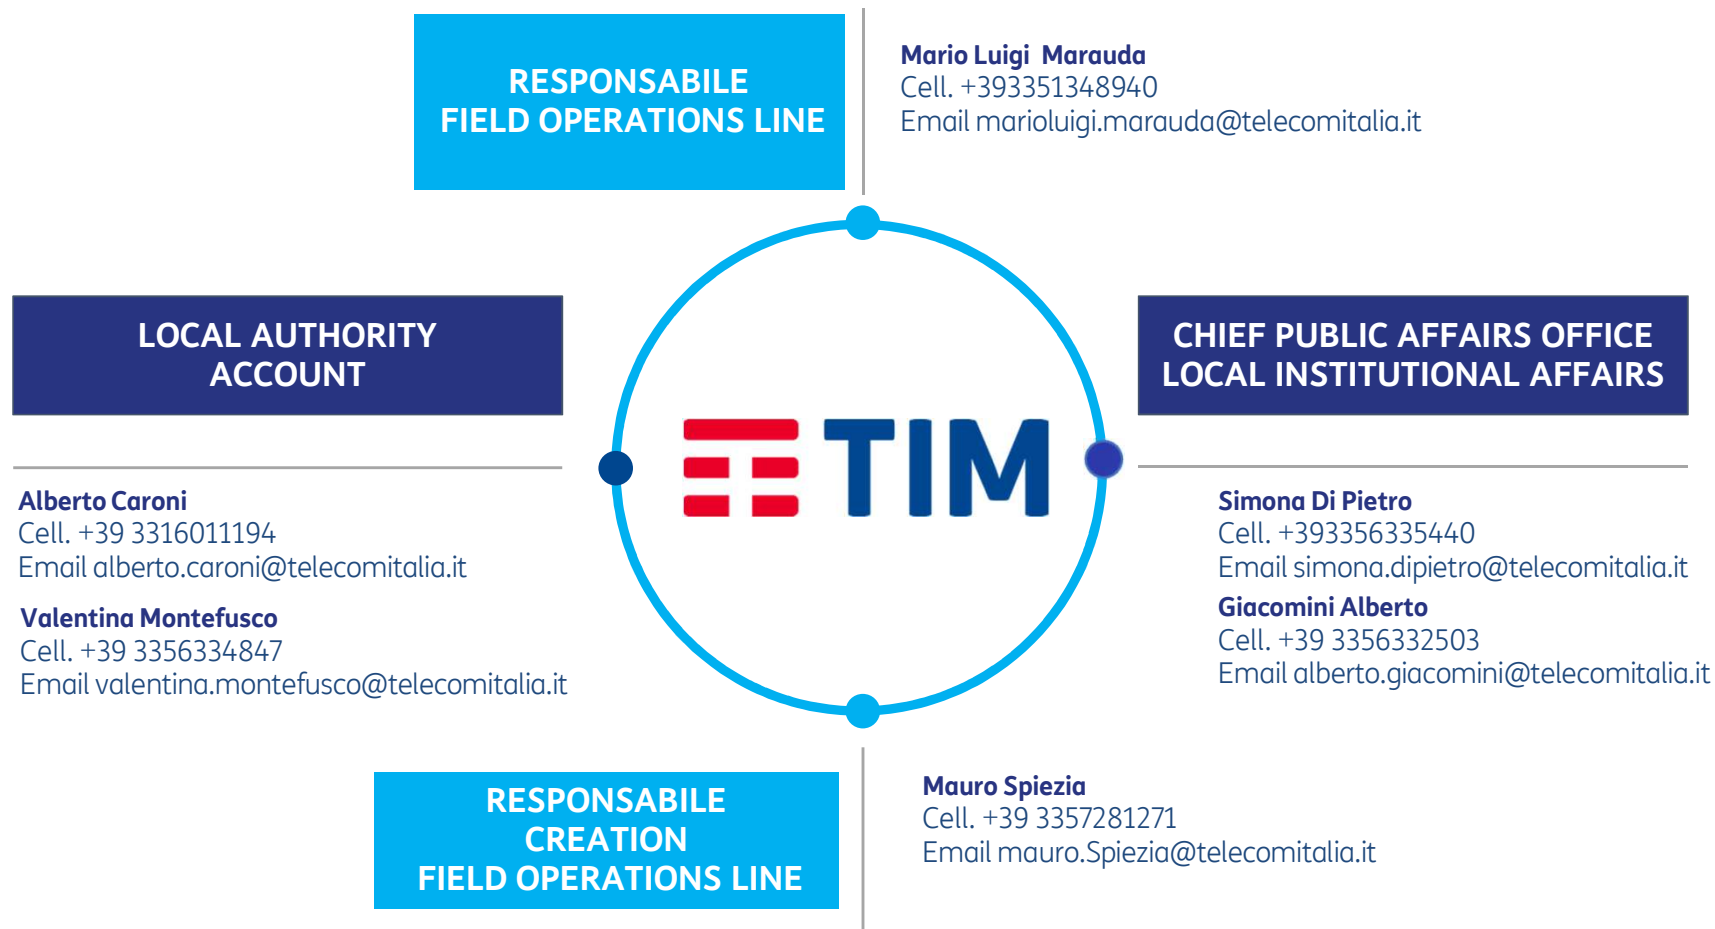 RESPONSABILE
FIELD OPERATIONS LINE
Mario Luigi  Marauda
Cell. +393351348940
Email marioluigi.marauda@telecomitalia.it
LOCAL AUTHORITY
ACCOUNT
Alberto Caroni
Cell. +39 3316011194
Email alberto.caroni@telecomitalia.it
Valentina Montefusco
Cell. +39 3356334847
Email valentina.montefusco@telecomitalia.it
TIM
CHIEF PUBLIC AFFAIRS OFFICE
LOCAL INSTITUTIONAL AFFAIRS
Simona Di Pietro
Cell. +393356335440
Email simona.dipietro@telecomitalia.it
Giacomini Alberto
Cell. +39 3356332503
Email alberto.giacomini@telecomitalia.it
RESPONSABILE
CREATION
FIELD OPERATIONS LINE
Mauro Spiezia
Cell. +39 3357281271
Email mauro.Spiezia@telecomitalia.it